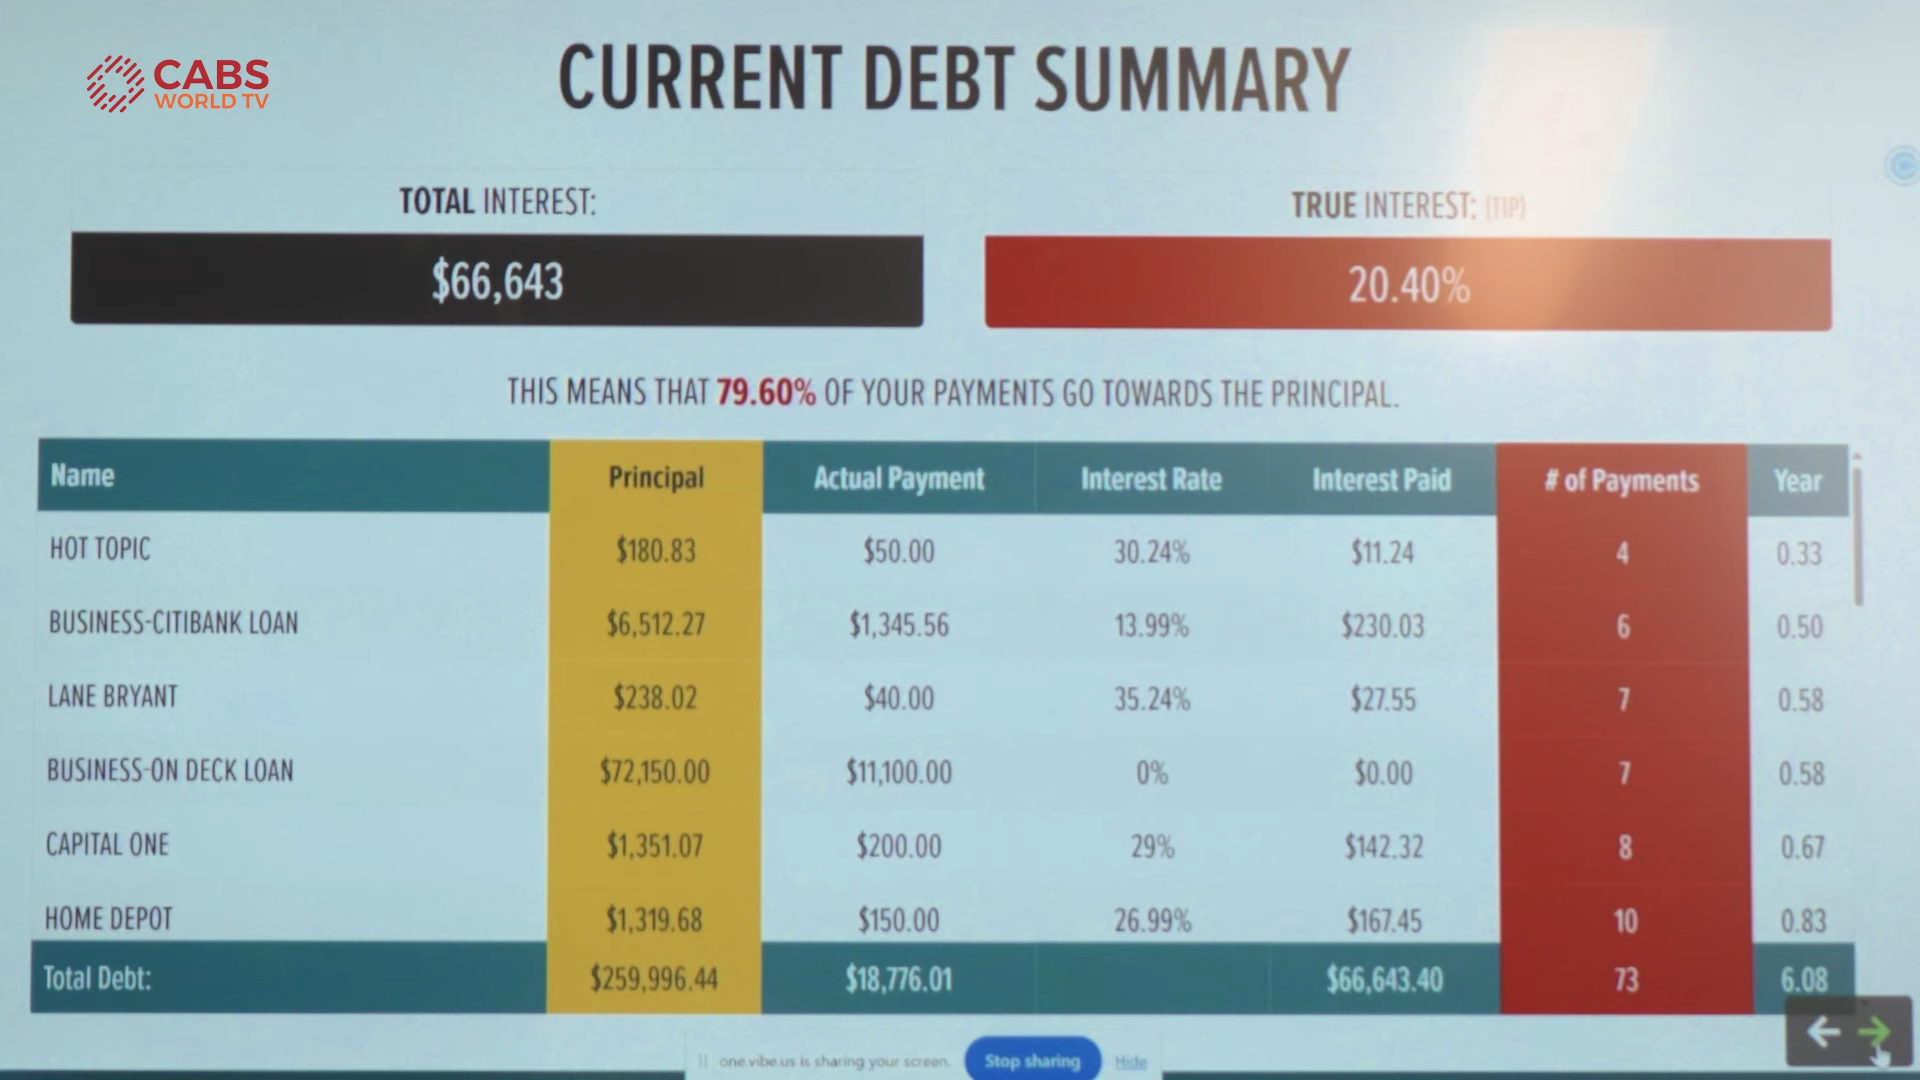 CABS
WORLD TV
CURRENT DEBT SUMMARY
TOTAL INTEREST:
TRUE INTEREST: (TIP)
$66,643
20.40%
THIS MEANS THAT 79.60% OF YOUR PAYMENTS GO TOWARDS THE PRINCIPAL.
Name Principal Actual Payment Interest Rate Interest Paid # of Payments Year
HOT TOPIC $180.83 $50.00 30.24% $11.24 4 0.33
BUSINESS-CITIBANK LOAN $6,512.27 $1,345.56 13.99% $230.03 6 0.50
LANE BRYANT $238.02 $40.00 35.24% $27.55 7 0.58
BUSINESS-ON DECK LOAN $72,150.00 $11,100.00 0% $0.00 7 0.58
CAPITAL ONE $1,351.07 $200.00 29% $142.32 8 0.67
HOME DEPOT $1,319.68 $150.00 26.99% $167.45 10 0.83
Total Debt: $259,996.44 $18,776.01 $66,643.40 73 6.08
one.vibe.us is sharing your screen. Stop sharing Hide